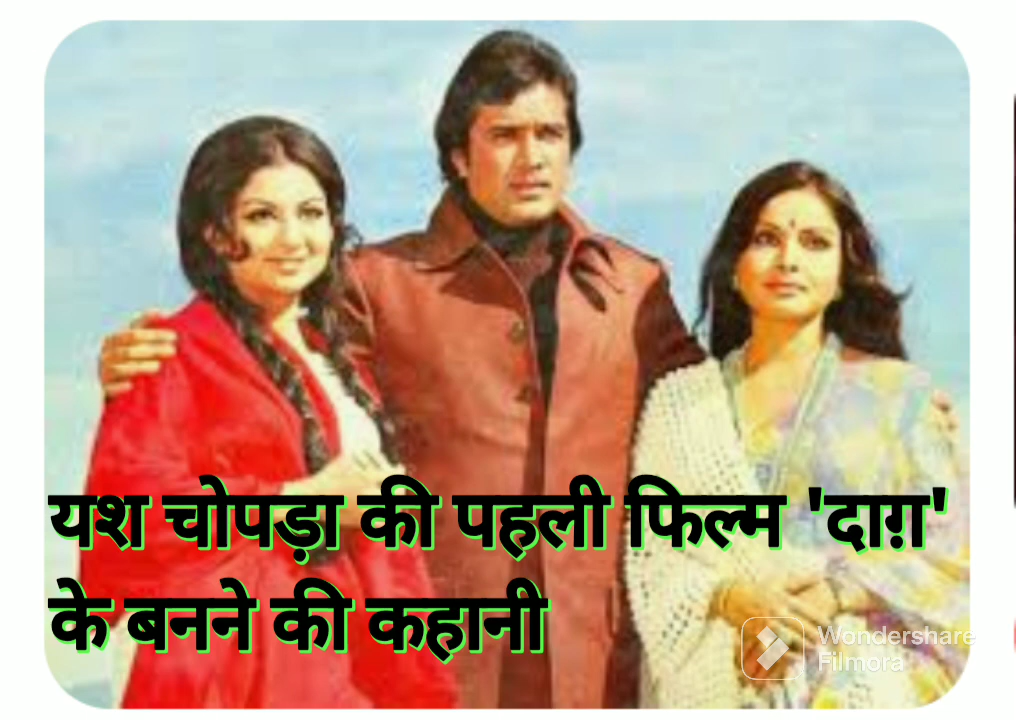 यश चोपड़ा की पहली फिल्म 'दाग़'
के बनने की कहानी
Wondershare
Filmora